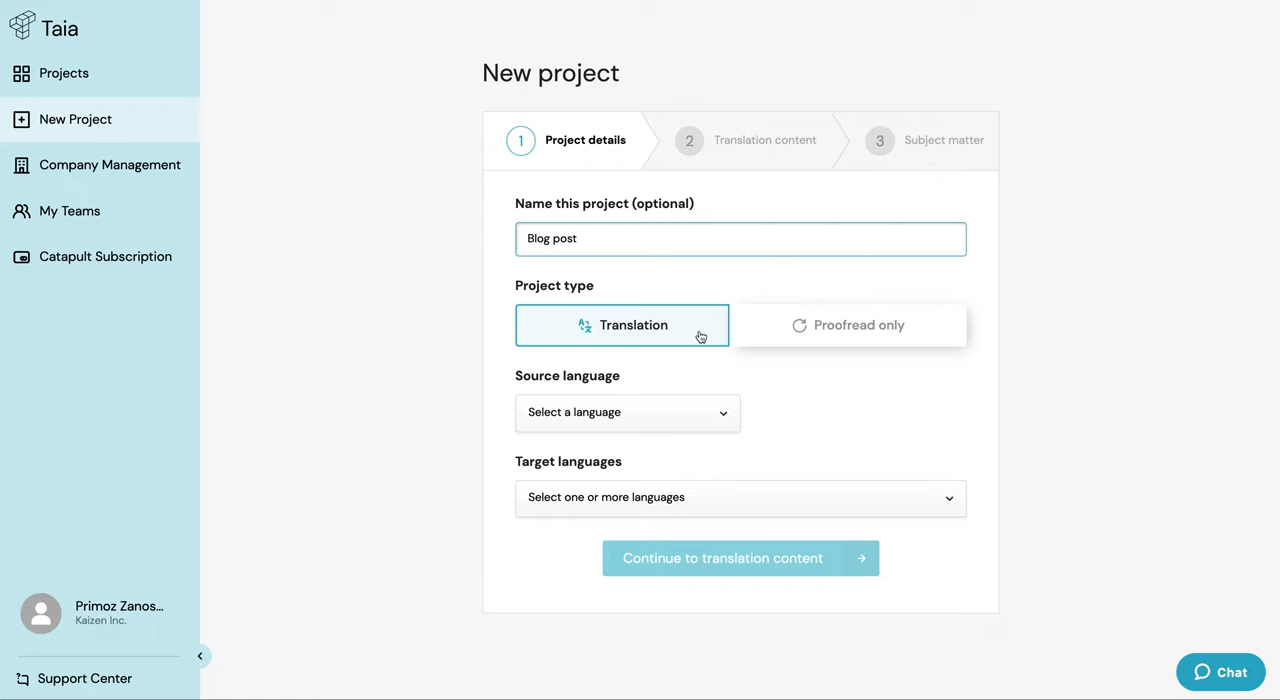 Taia
Projects
New Project
Company Management
My Teams
Catapult Subscription
Primoz Zanos...
Kaizen Inc.
Support Center
New project
1 Project details
2 Translation content
3 Subject matter
Name this project (optional)
Blog post
Project type
Translation
Proofread only
Source language
Select a language
Target languages
Select one or more languages
Continue to translation content
Chat